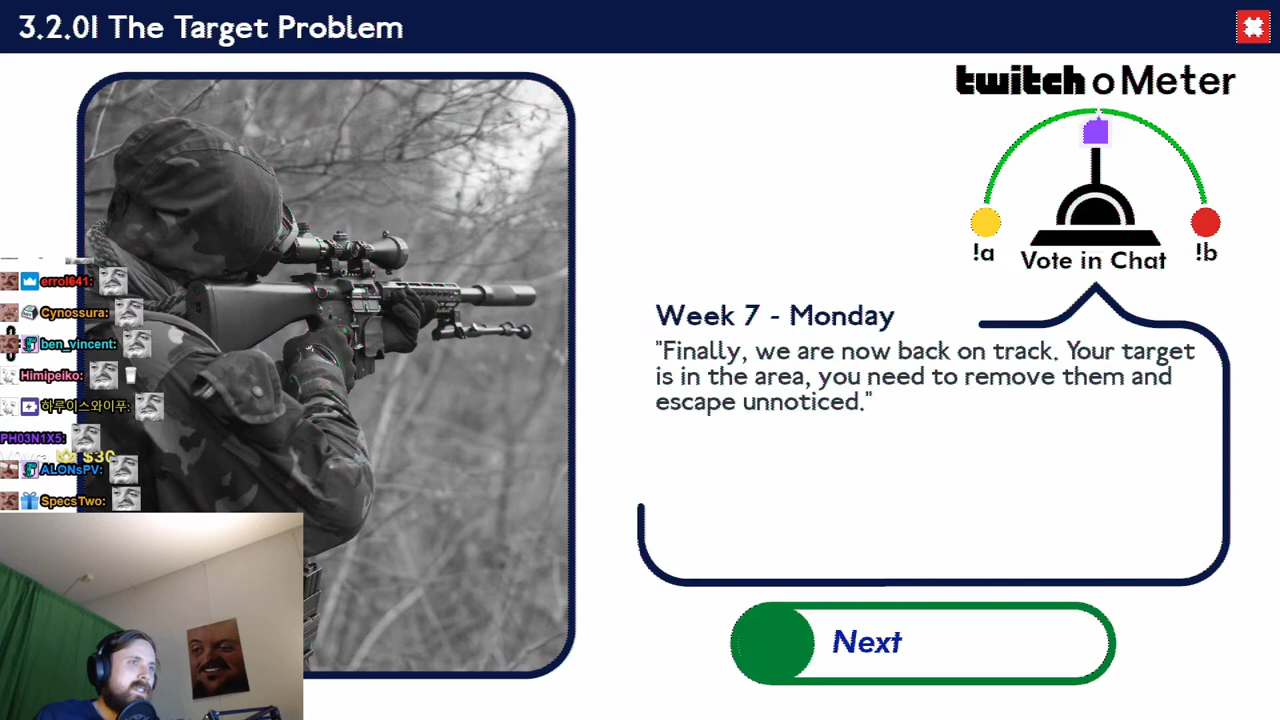 3.2.01 The Target Problem
twitch o Meter
!a
Vote in Chat
!b
Week 7 - Monday
"Finally, we are now back on track. Your target
is in the area, you need to remove them and
escape unnoticed."
Next
errol641:
Cynossura:
ben_vincent:
Himipeiko:
하루이스와이푸:
PH03N1X5:
$30
ALONsPV:
SpecsTwo: